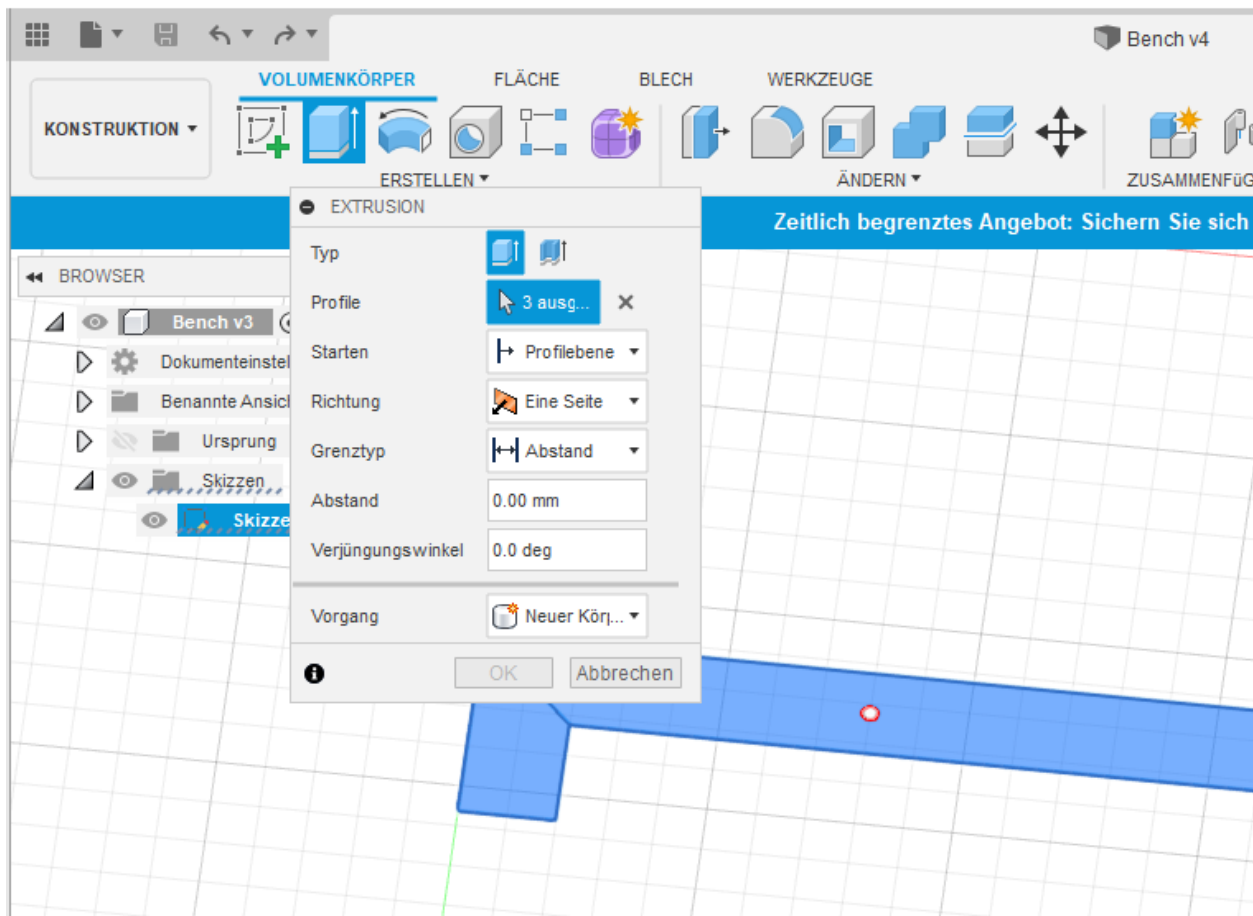 Bench v4
VOLUMENKÖRPER FLÄCHE BLECH WERKZEUGE
KONSTRUKTION
ERSTELLEN ÄNDERN ZUSAMMENFüG
EXTRUSION
Zeitlich begrenztes Angebot: Sichern Sie sich
Typ
BROWSER
Profile 3 ausg...
Bench v3
Starten Profilebene
Dokumenteinstel
Benannte Ansicl
Richtung Eine Seite
Ursprung
Grenztyp Abstand
Skizzen
Abstand 0.00 mm
Skizze
Verjüngungswinkel 0.0 deg
Vorgang Neuer Körp...
OK Abbrechen